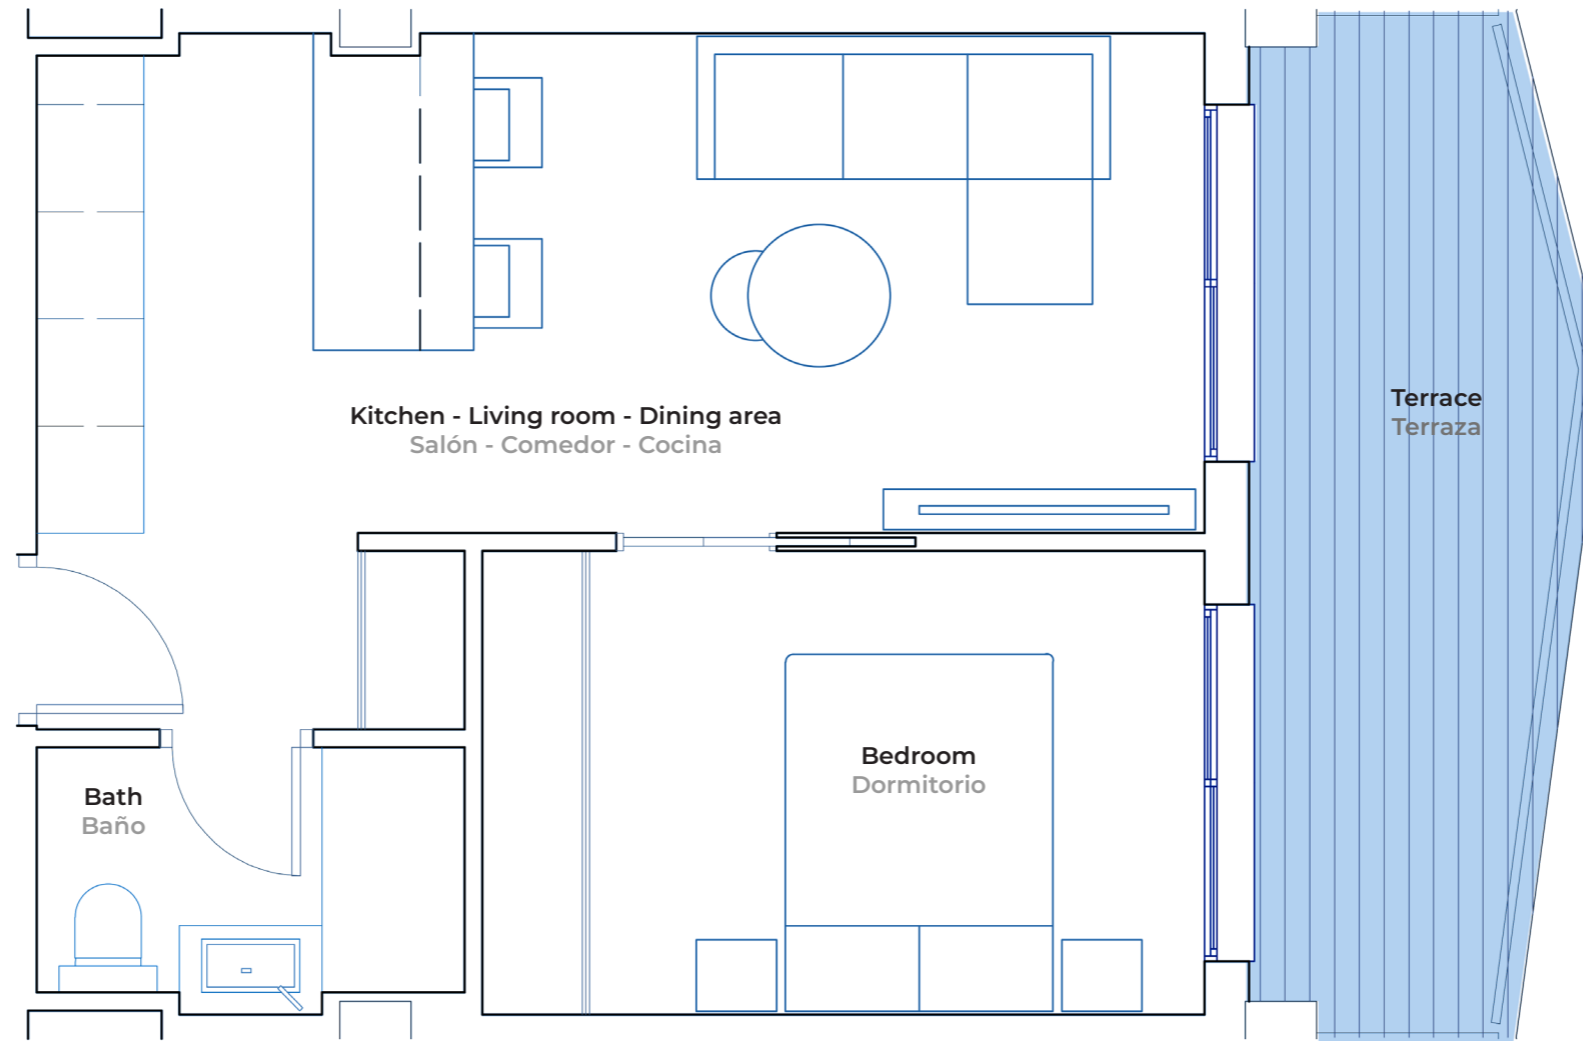 Kitchen - Living room - Dining area
Salón - Comedor - Cocina
Terrace
Terraza
Bedroom
Dormitorio
Bath
Baño